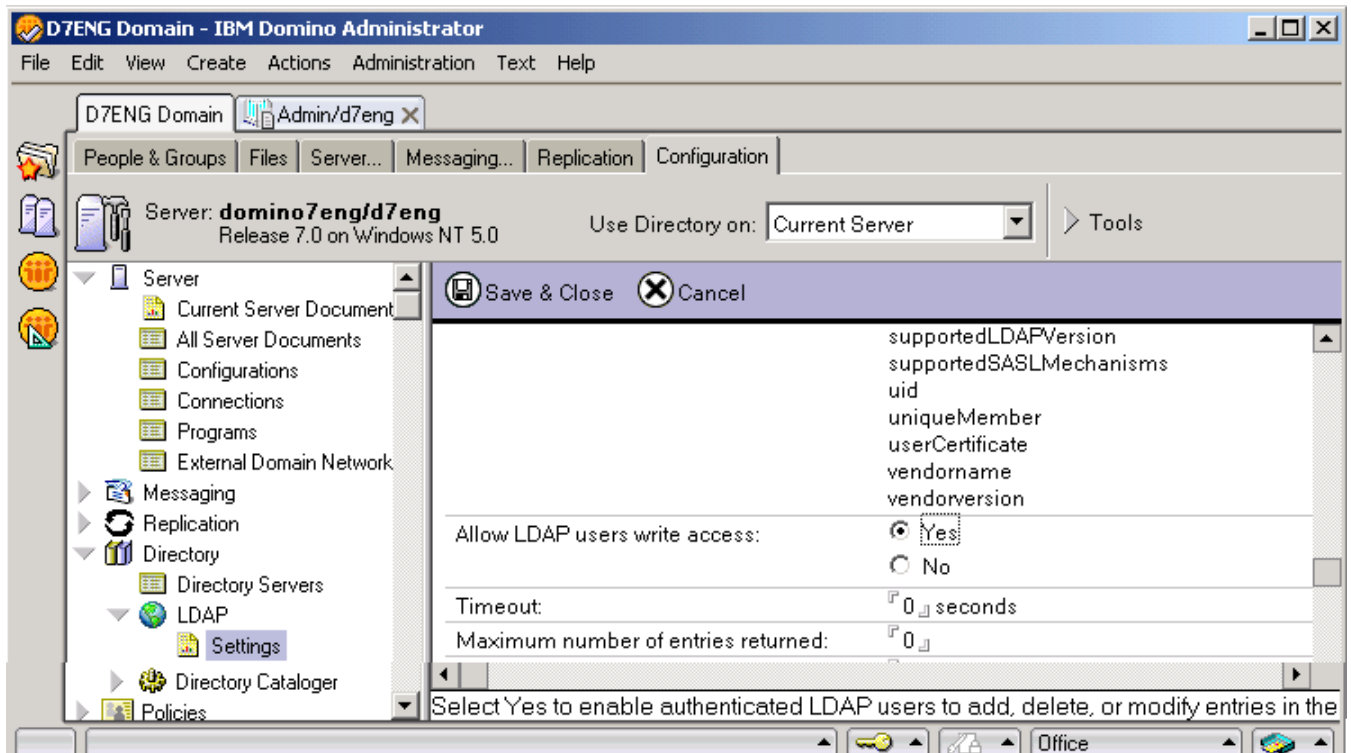 D7ENG Domain - IBM Domino Administrator
File Edit View Create Actions Administration Text Help
D7ENG Domain Admin/d7eng
People & Groups Files Server... Messaging... Replication Configuration
Server: domino7eng/d7eng
Release 7.0 on Windows NT 5.0
Use Directory on: Current Server
Tools
Server
Current Server Document
All Server Documents
Configurations
Connections
Programs
External Domain Network
Messaging
Replication
Directory
Directory Servers
LDAP
Settings
Directory Cataloger
Policies
Save & Close Cancel
supportedLDAPVersion
supportedSASLMechanisms
uid
uniqueMember
userCertificate
vendorname
vendorversion
Allow LDAP users write access: Yes
No
Timeout: 0 seconds
Maximum number of entries returned: 0
Select Yes to enable authenticated LDAP users to add, delete, or modify entries in the
Office